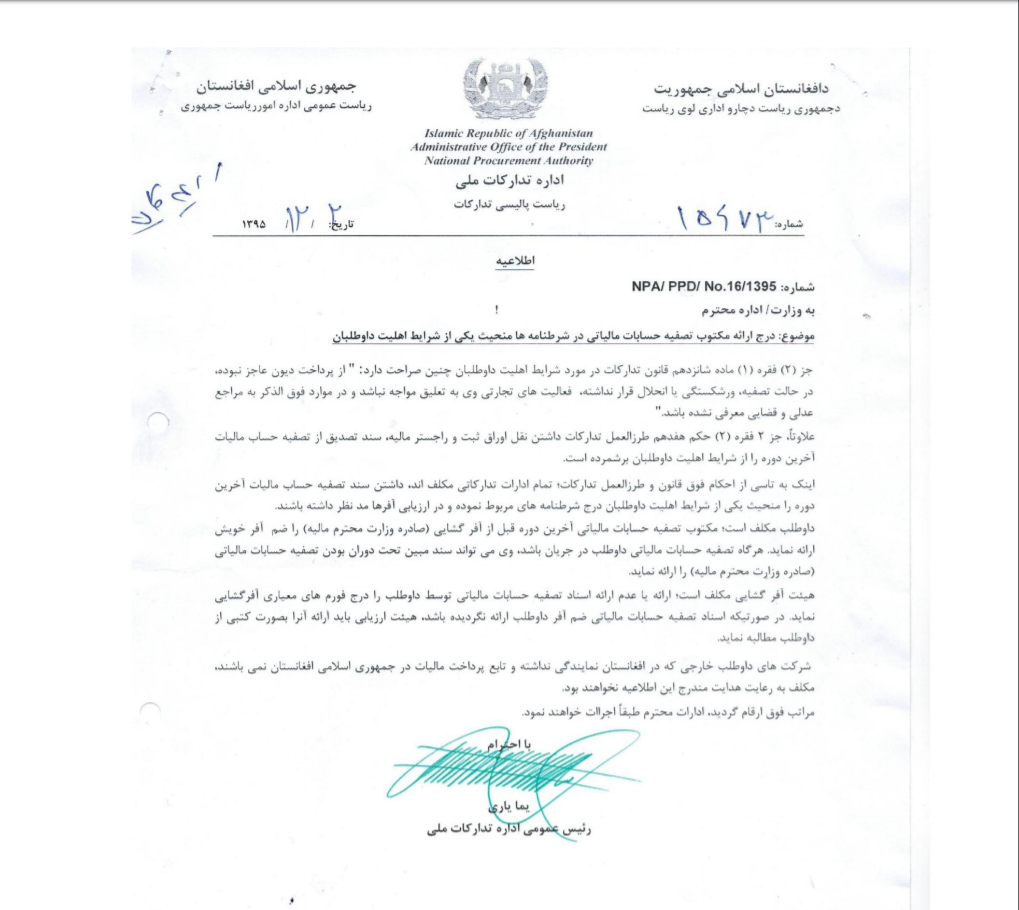 جمهوری اسلامی افغانستان
ریاست عمومی اداره امورریاست جمهوری
دافغانستان اسلامی جمهوریت
دجمهوری ریاست دچارو اداری لوی ریاست
Islamic Republic of Afghanistan
Administrative Office of the President
National Procurement Authority
اداره تدارکات ملی
ریاست پالیسی تدارکات
شماره:
تاریخ: ۲ / ۱۲ / ۱۳۹۵
اطلاعیه
شماره: NPA/ PPD/ No.16/1395
به وزارت/ اداره محترم !
موضوع: درج ارائه مکتوب تصفیه حسابات مالیاتی در شرطنامه ها منحیث یکی از شرایط اهلیت داوطلبان
جز (۲) فقره (۱) ماده شانزدهم قانون تدارکات در مورد شرایط اهلیت داوطلبان چنین صراحت دارد: " از پرداخت دیون عاجز نبوده،
در حالت تصفیه، ورشکستگی یا انحلال قرار نداشته، فعالیت های تجارتی وی به تعلیق مواجه نباشد و در موارد فوق الذکر به مراجع
عدلی و قضایی معرفی نشده باشد."
علاوتاً، جز ۲ فقره (۲) حکم هفدهم طرزالعمل تدارکات داشتن نقل اوراق ثبت و راجستر مالیه، سند تصدیق از تصفیه حساب مالیات
آخرین دوره را از شرایط اهلیت داوطلبان برشمرده است.
اینک به تاسی از احکام فوق قانون و طرزالعمل تدارکات؛ تمام ادارات تدارکاتی مکلف اند، داشتن سند تصفیه حساب مالیات آخرین
دوره را منحیث یکی از شرایط اهلیت داوطلبان درج شرطنامه های مربوط نموده و در ارزیابی آفرها مد نظر داشته باشند.
داوطلب مکلف است؛ مکتوب تصفیه حسابات مالیاتی آخرین دوره قبل از آفر گشایی (صادره وزارت محترم مالیه) را ضم آفر خویش
ارائه نماید. هرگاه تصفیه حسابات مالیاتی داوطلب در جریان باشد، وی می تواند سند مبین تحت دوران بودن تصفیه حسابات مالیاتی
(صادره وزارت محترم مالیه) را ارائه نماید.
هیئت آفر گشایی مکلف است؛ ارائه یا عدم ارائه اسناد تصفیه حسابات مالیاتی توسط داوطلب را درج فورم های معیاری آفرگشایی
نماید. در صورتیکه اسناد تصفیه حسابات مالیاتی ضم آفر داوطلب ارائه نگردیده باشد، هیئت ارزیابی باید ارائه آنرا بصورت کتبی از
داوطلب مطالبه نماید.
شرکت های داوطلب خارجی که در افغانستان نمایندگی نداشته و تابع پرداخت مالیات در جمهوری اسلامی افغانستان نمی باشند،
مکلف به رعایت هدایت مندرج این اطلاعیه نخواهند بود.
مراتب فوق ارقام گردید، ادارات محترم طبقاً اجراات خواهند نمود.
با احترام
یما یاری
رئیس عمومی اداره تدارکات ملی